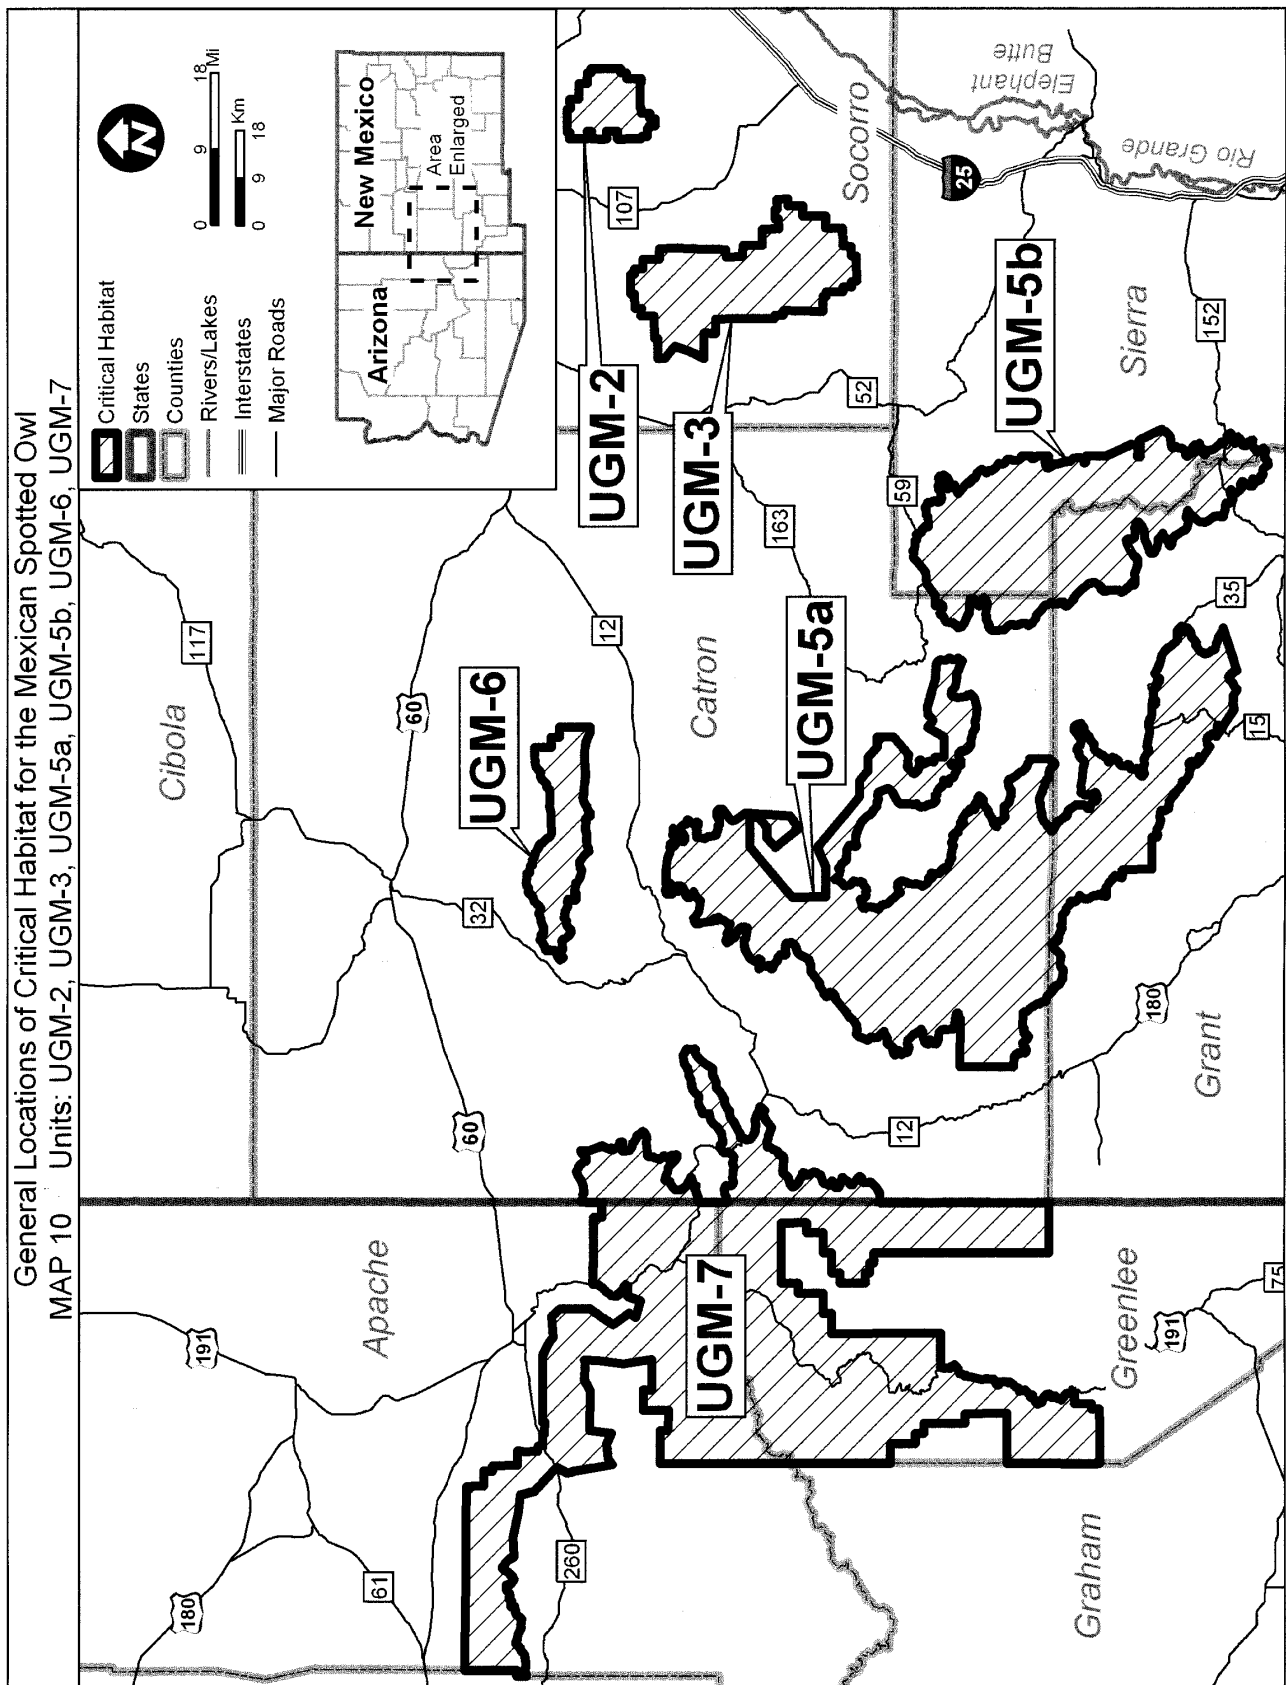 General Locations of Critical Habitat for the Mexican Spotted Owl
MAP 10 Units: UGM-2, UGM-3, UGM-5a, UGM-5b, UGM-6, UGM-7
Critical Habitat
States
Counties
Rivers/Lakes
Interstates
Major Roads
N
0 9 18 Mi
Km
0 9 18
Arizona
New Mexico
Area
Enlarged
Cibola
Apache
Catron
Socorro
Sierra
Grant
Greenlee
Graham
Elephant
Butte
Rio Grande
UGM-2
UGM-3
UGM-5a
UGM-5b
UGM-6
UGM-7
117
60
60
12
12
32
107
52
59
163
25
152
35
15
180
180
191
191
61
260
75